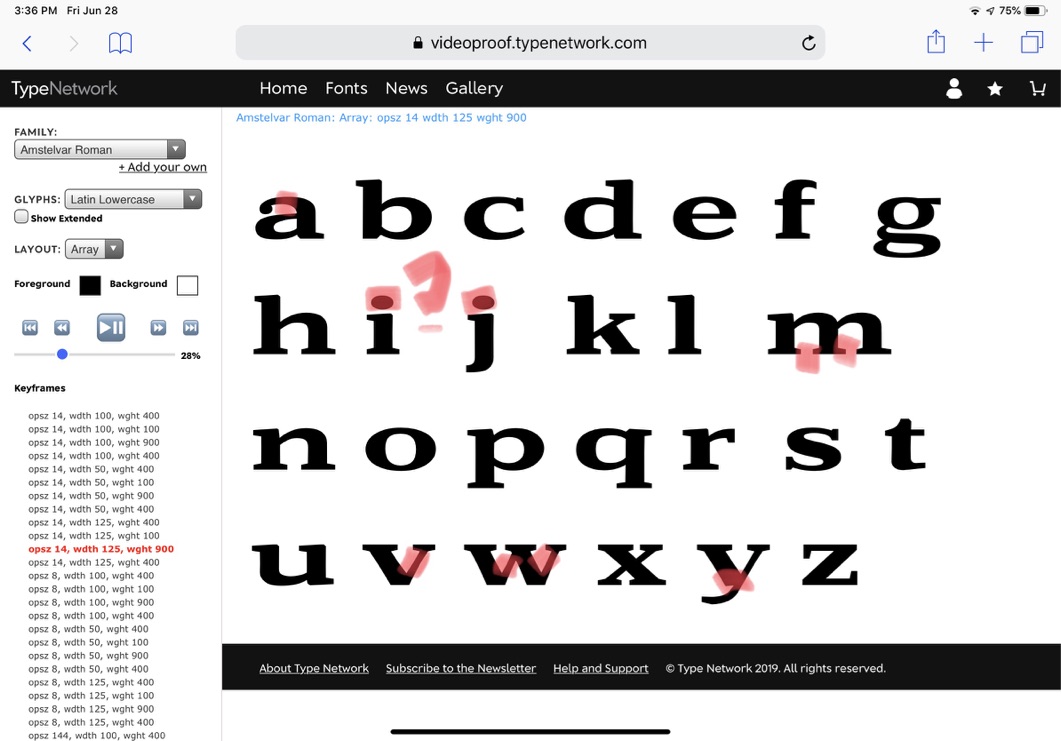 3:36 PM Fri Jun 28
75%
videoproof.typenetwork.com
TypeNetwork
Home Fonts News Gallery
FAMILY:
Amstelvar Roman
+ Add your own
GLYPHS: Latin Lowercase
Show Extended
LAYOUT: Array
Foreground Background
28%
Keyframes
opsz 14, wdth 100, wght 400
opsz 14, wdth 100, wght 100
opsz 14, wdth 100, wght 900
opsz 14, wdth 100, wght 400
opsz 14, wdth 50, wght 400
opsz 14, wdth 50, wght 100
opsz 14, wdth 50, wght 900
opsz 14, wdth 50, wght 400
opsz 14, wdth 125, wght 400
opsz 14, wdth 125, wght 100
opsz 14, wdth 125, wght 900
opsz 14, wdth 125, wght 400
opsz 8, wdth 100, wght 400
opsz 8, wdth 100, wght 100
opsz 8, wdth 100, wght 900
opsz 8, wdth 100, wght 400
opsz 8, wdth 50, wght 400
opsz 8, wdth 50, wght 100
opsz 8, wdth 50, wght 900
opsz 8, wdth 50, wght 400
opsz 8, wdth 125, wght 400
opsz 8, wdth 125, wght 100
opsz 8, wdth 125, wght 900
opsz 8, wdth 125, wght 400
opsz 144, wdth 100, wght 400
Amstelvar Roman: Array: opsz 14 wdth 125 wght 900
a b c d e f g
h i ? j k l m
n o p q r s t
u v w x y z
About Type Network Subscribe to the Newsletter Help and Support © Type Network 2019. All rights reserved.